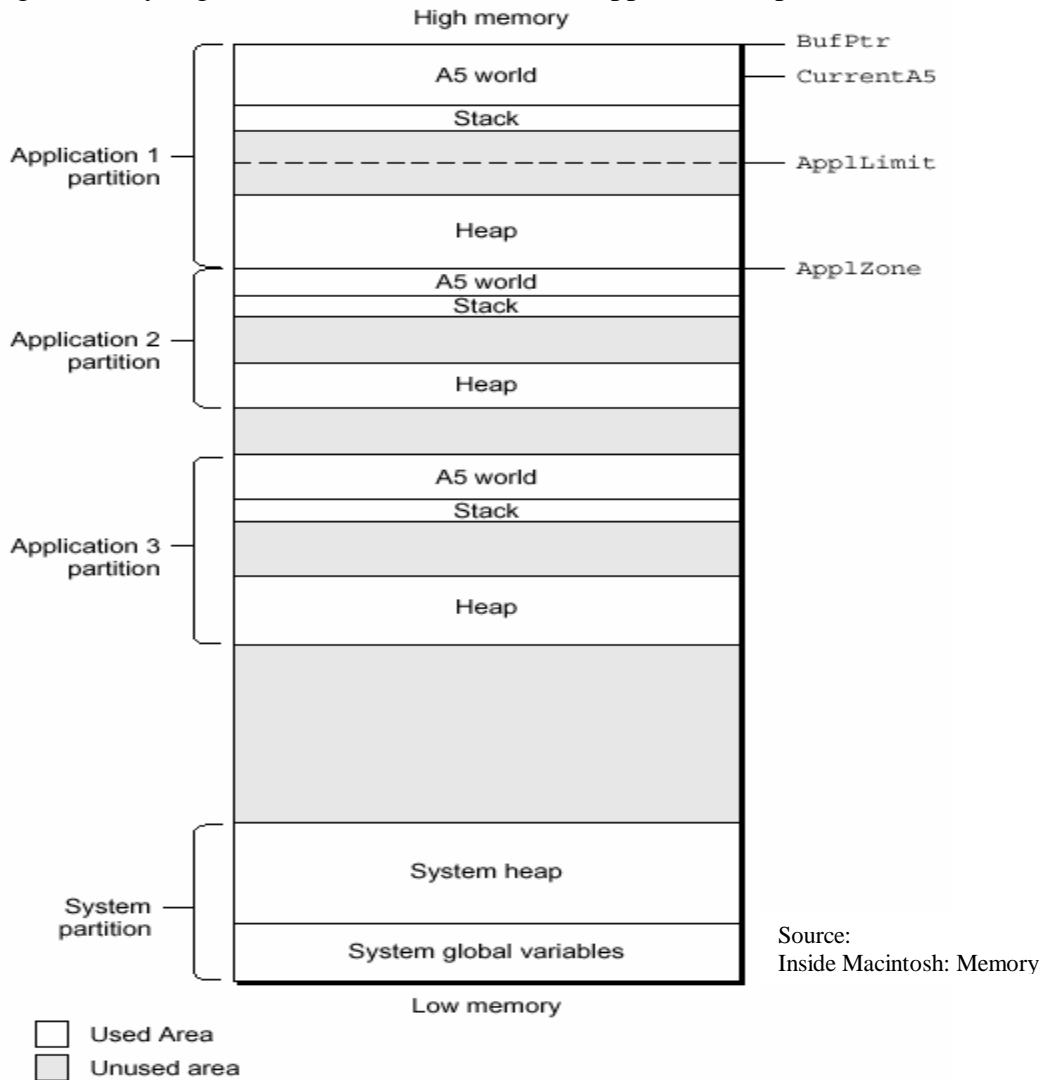 High memory
BufPtr
A5 world
CurrentA5
Stack
Application 1
partition
ApplLimit
Heap
ApplZone
A5 world
Stack
Application 2
partition
Heap
A5 world
Stack
Application 3
partition
Heap
System heap
System
partition
System global variables
Source:
Inside Macintosh: Memory
Low memory
Used Area
Unused area